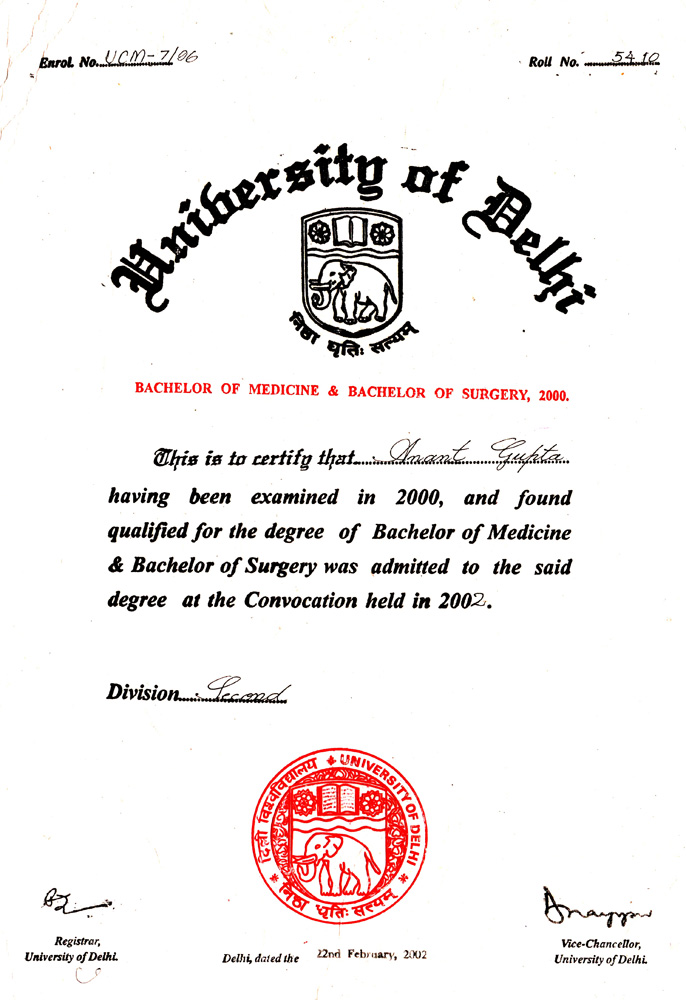 Enrol. No. UCM-7/96
Roll No. 5410
University of Delhi
निष्ठा धृतिः सत्यम्
BACHELOR OF MEDICINE & BACHELOR OF SURGERY, 2000.
This is to certify that Anant Gupta
having been examined in 2000, and found
qualified for the degree of Bachelor of Medicine
& Bachelor of Surgery was admitted to the said
degree at the Convocation held in 2002.
Division Second
दिल्ली विश्वविद्यालय * UNIVERSITY OF DELHI *
निष्ठा धृतिः सत्यम्
Registrar,
University of Delhi.
Delhi, dated the 22nd February, 2002
Vice-Chancellor,
University of Delhi.